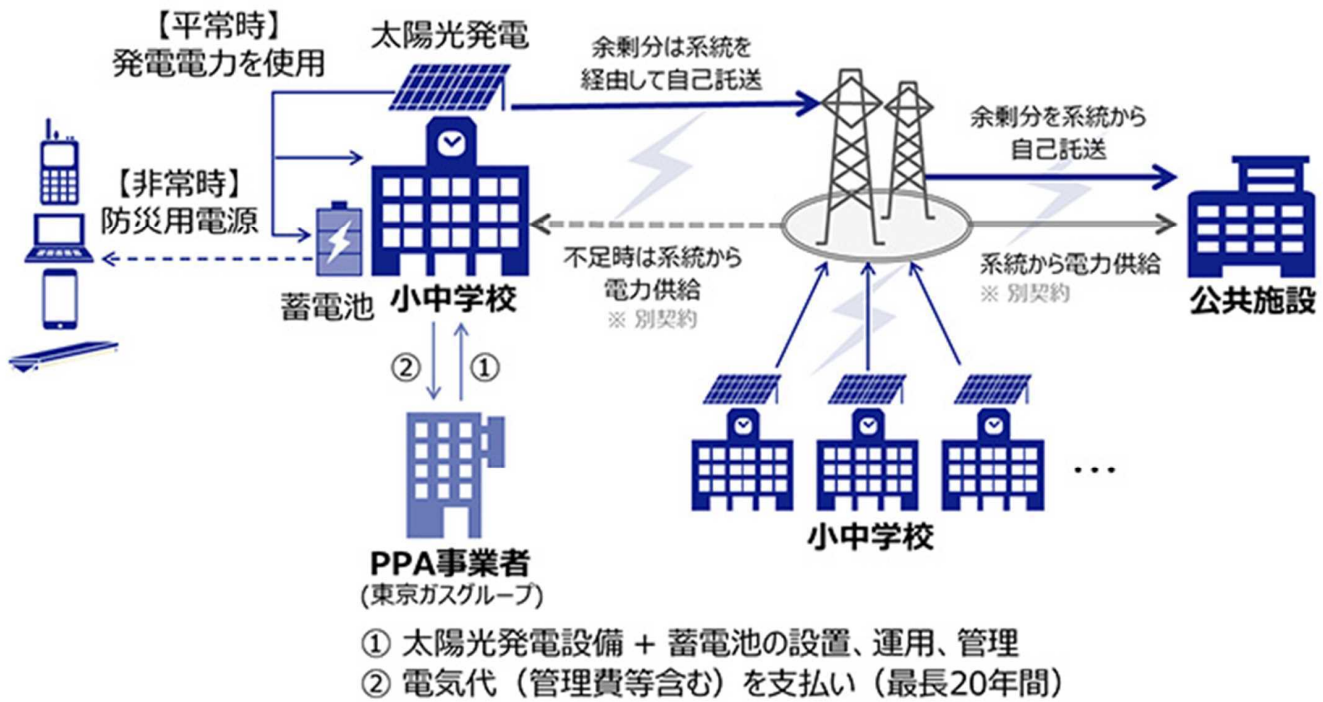 【平常時】
発電電力を使用
太陽光発電
余剰分は系統を
経由して自己託送
余剰分を系統から
自己託送
【非常時】
防災用電源
蓄電池
小中学校
不足時は系統から
電力供給
※ 別契約
系統から電力供給
※ 別契約
公共施設
② ①
小中学校
…
PPA事業者
(東京ガスグループ)
① 太陽光発電設備 + 蓄電池の設置、運用、管理
② 電気代（管理費等含む）を支払い（最長20年間）